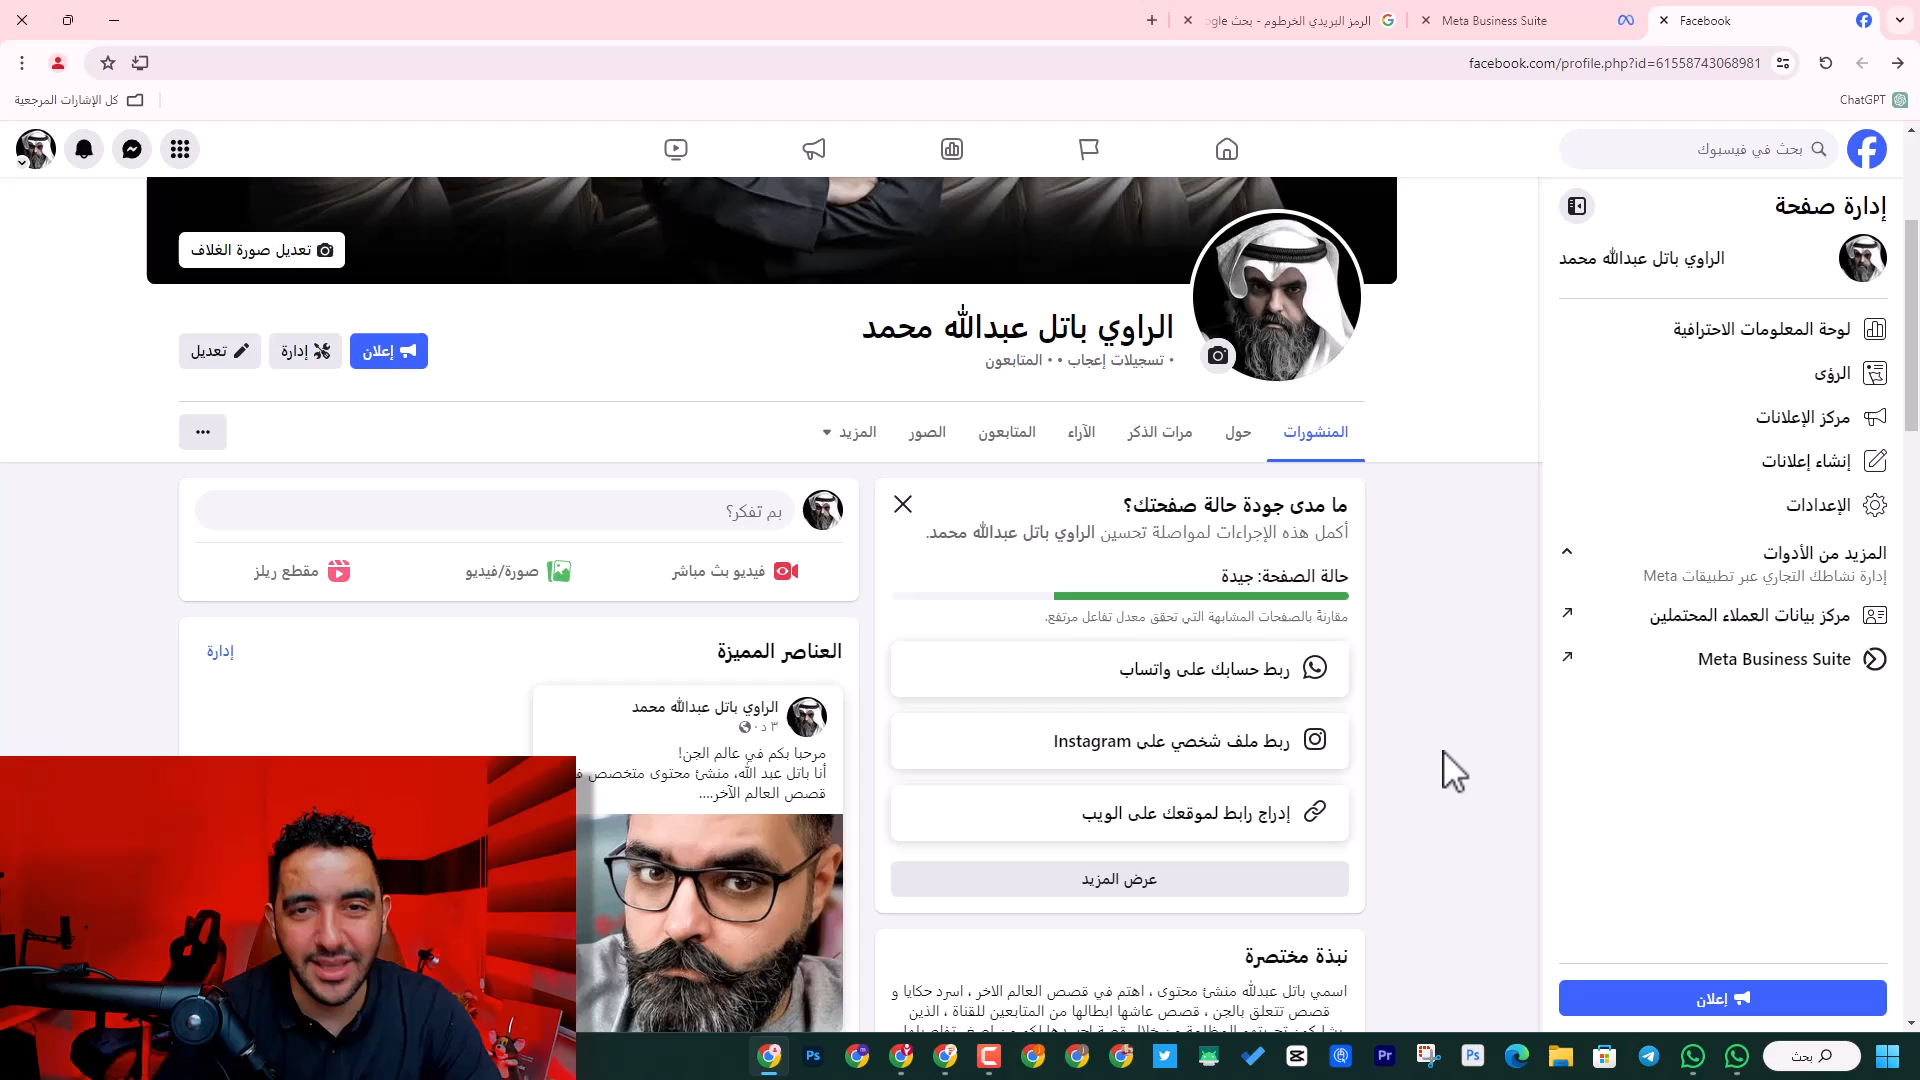 Facebook
Meta Business Suite
الرمز البريدي الخرطوم - بحث gle
facebook.com/profile.php?id=61558743068981
ChatGPT
كل الإشارات المرجعية
بحث في فيسبوك
إدارة صفحة
الراوي باتل عبدالله محمد
لوحة المعلومات الاحترافية
الرؤى
مركز الإعلانات
إنشاء إعلانات
الإعدادات
المزيد من الأدوات
إدارة نشاطك التجاري عبر تطبيقات Meta
مركز بيانات العملاء المحتملين
Meta Business Suite
إعلان
تعديل صورة الغلاف
الراوي باتل عبدالله محمد
• تسجيلات إعجاب • • المتابعون
إعلان
إدارة
تعديل
المنشورات
حول
مرات الذكر
الآراء
المتابعون
الصور
المزيد
ما مدى جودة حالة صفحتك؟
أكمل هذه الإجراءات لمواصلة تحسين الراوي باتل عبدالله محمد.
حالة الصفحة: جيدة
مقارنةً بالصفحات المشابهة التي تحقق معدل تفاعل مرتفع.
ربط حسابك على واتساب
ربط ملف شخصي على Instagram
إدراج رابط لموقعك على الويب
عرض المزيد
نبذة مختصرة
اسمي باتل عبدالله منشئ محتوى ، اهتم في قصص العالم الاخر ، اسرد حكايا و
قصص تتعلق بالجن ، قصص عاشها ابطالها من المتابعين للقناة ، الذين
بم تفكر؟
فيديو بث مباشر
صورة/فيديو
مقطع ريلز
العناصر المميزة
إدارة
الراوي باتل عبدالله محمد
٣ د ·
مرحبا بكم في عالم الجن!
أنا باتل عبد الله، منشئ محتوى متخصص ف
قصص العالم الآخر....
بحث